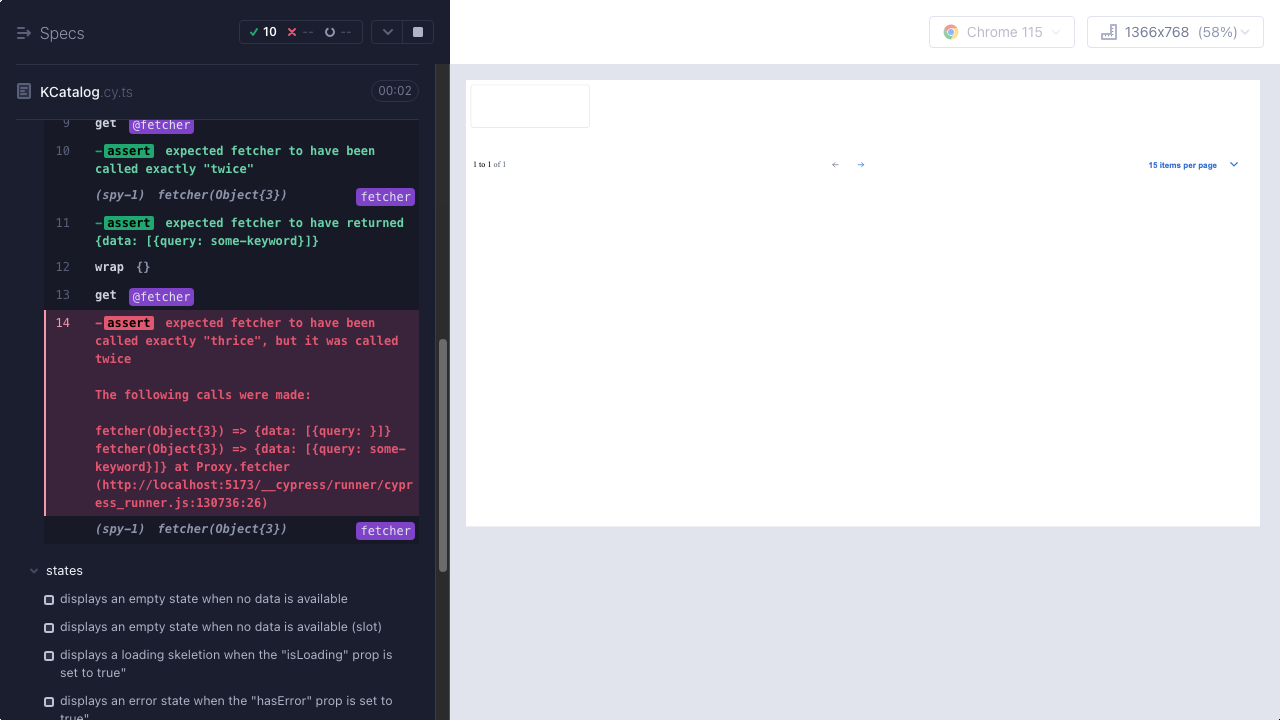 Specs
10
--
--
Chrome 115
1366x768 (58%)
KCatalog.cy.ts
00:02
9 get @fetcher
10 -assert expected fetcher to have been
called exactly "twice"
(spy-1) fetcher(Object{3}) fetcher
11 -assert expected fetcher to have returned
{data: [{query: some-keyword}]}
12 wrap {}
13 get @fetcher
14 -assert expected fetcher to have been
called exactly "thrice", but it was called
twice
The following calls were made:
fetcher(Object{3}) => {data: [{query: }]}
fetcher(Object{3}) => {data: [{query: some-
keyword}]} at Proxy.fetcher
(http://localhost:5173/__cypress/runner/cypr
ess_runner.js:130736:26)
(spy-1) fetcher(Object{3}) fetcher
states
displays an empty state when no data is available
displays an empty state when no data is available (slot)
displays a loading skeletion when the "isLoading" prop is
set to true"
displays an error state when the "hasError" prop is set to
true"
1 to 1 of 1
15 items per page